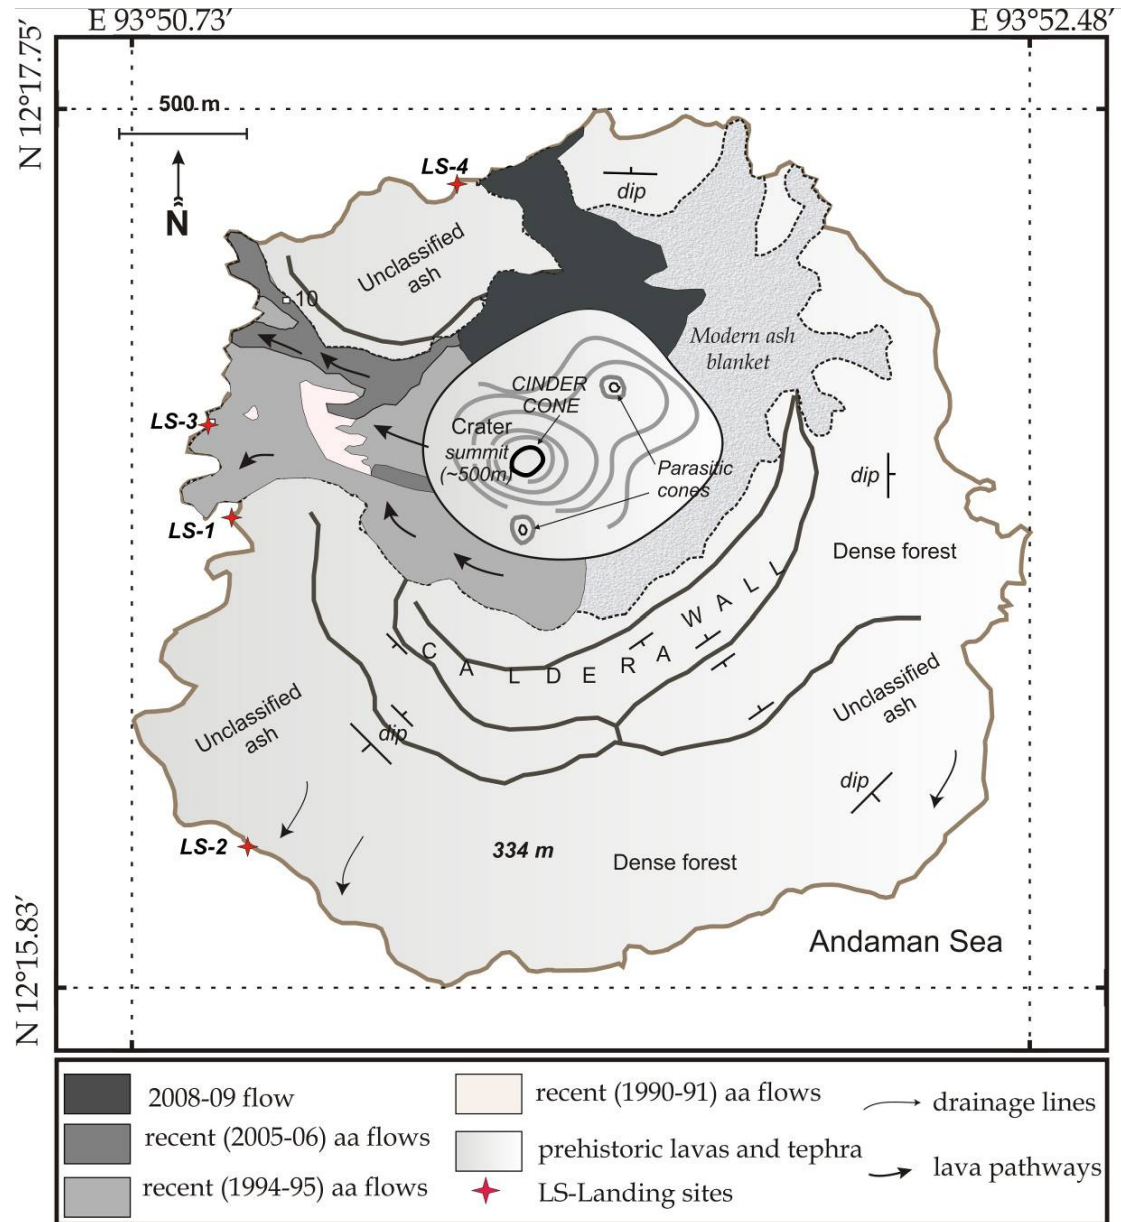 E 93°50.73′
E 93°52.48′
N 12°17.75′
500 m
N
LS-4
dip
Unclassified
ash
10
Modern ash
blanket
CINDER
CONE
Crater
summit
(~500m)
LS-3
Parasitic
cones
dip
LS-1
Dense forest
CALDERA WALL
Unclassified
ash
Unclassified
ash
dip
dip
LS-2
334 m
Dense forest
Andaman Sea
N 12°15.83′
2008-09 flow
recent (2005-06) aa flows
recent (1994-95) aa flows
recent (1990-91) aa flows
prehistoric lavas and tephra
LS-Landing sites
drainage lines
lava pathways